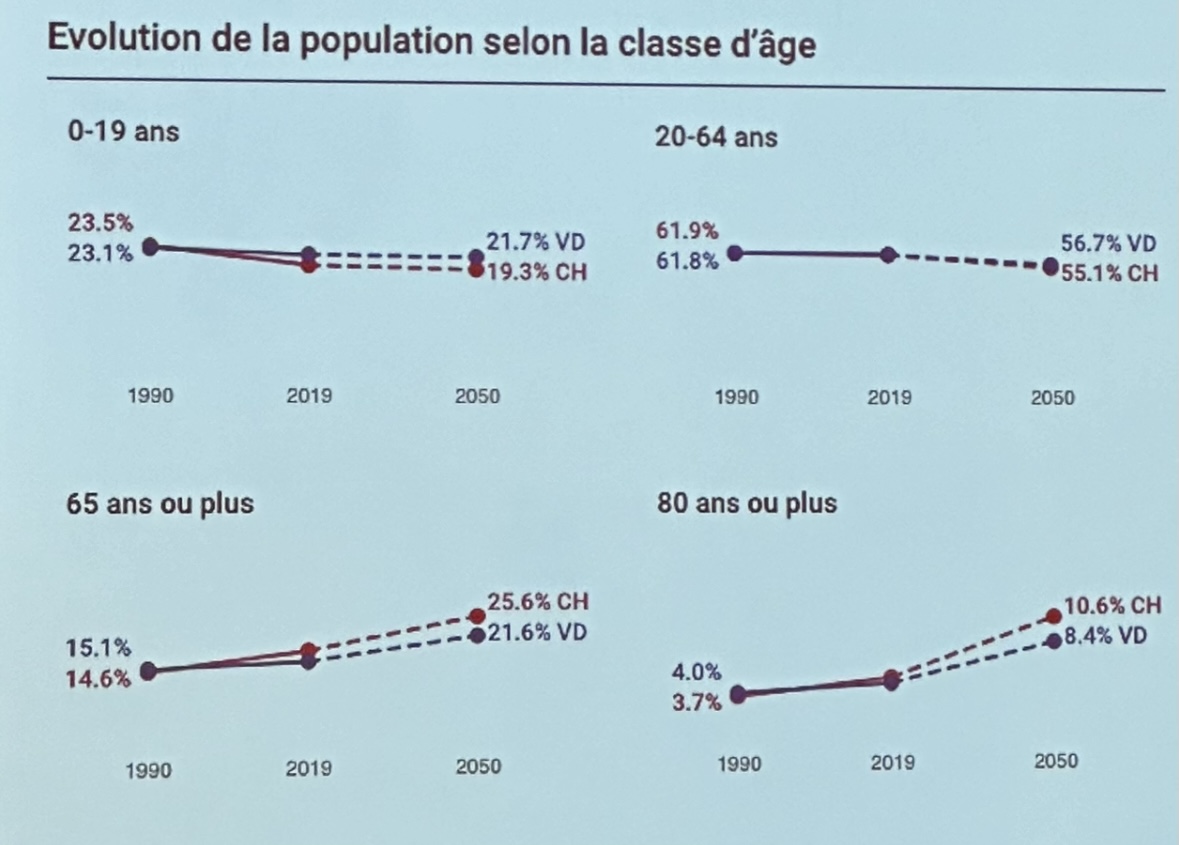 Evolution de la population selon la classe d'âge
0-19 ans
23.5%
23.1%
21.7% VD
19.3% CH
1990 2019 2050
20-64 ans
61.9%
61.8%
56.7% VD
55.1% CH
1990 2019 2050
65 ans ou plus
15.1%
14.6%
25.6% CH
21.6% VD
1990 2019 2050
80 ans ou plus
4.0%
3.7%
10.6% CH
8.4% VD
1990 2019 2050